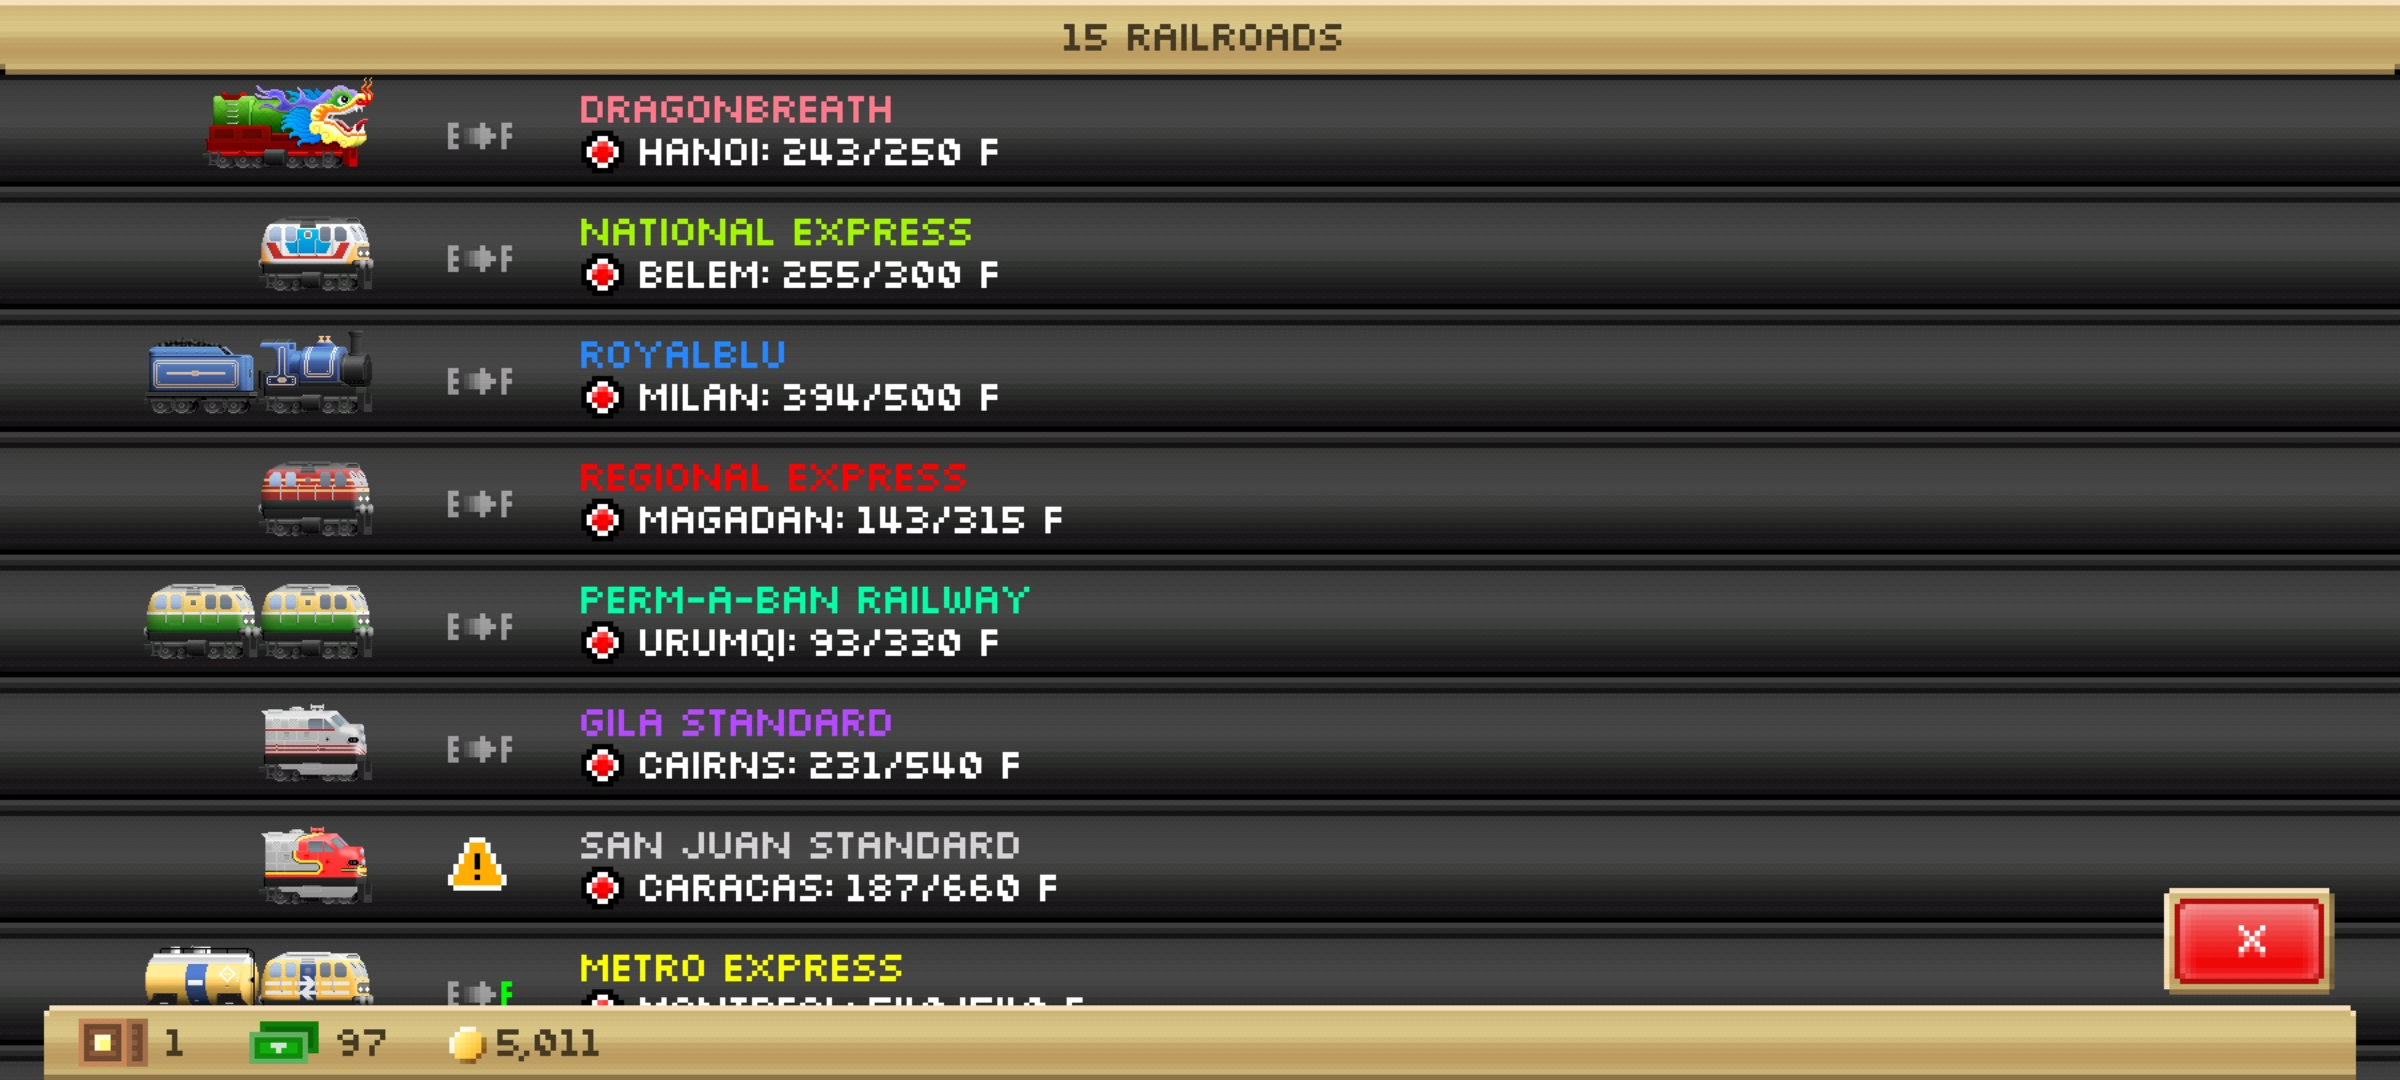 15 RAILROADS
DRAGONBREATH
E F HANOI: 243/250 F
NATIONAL EXPRESS
E F BELEM: 255/300 F
ROYALBLU
E F MILAN: 394/500 F
REGIONAL EXPRESS
E F MAGADAN: 143/315 F
PERM-A-BAN RAILWAY
E F URUMQI: 93/330 F
GILA STANDARD
E F CAIRNS: 231/540 F
SAN JUAN STANDARD
! CARACAS: 187/660 F
METRO EXPRESS
E F
X
1 97 5,011